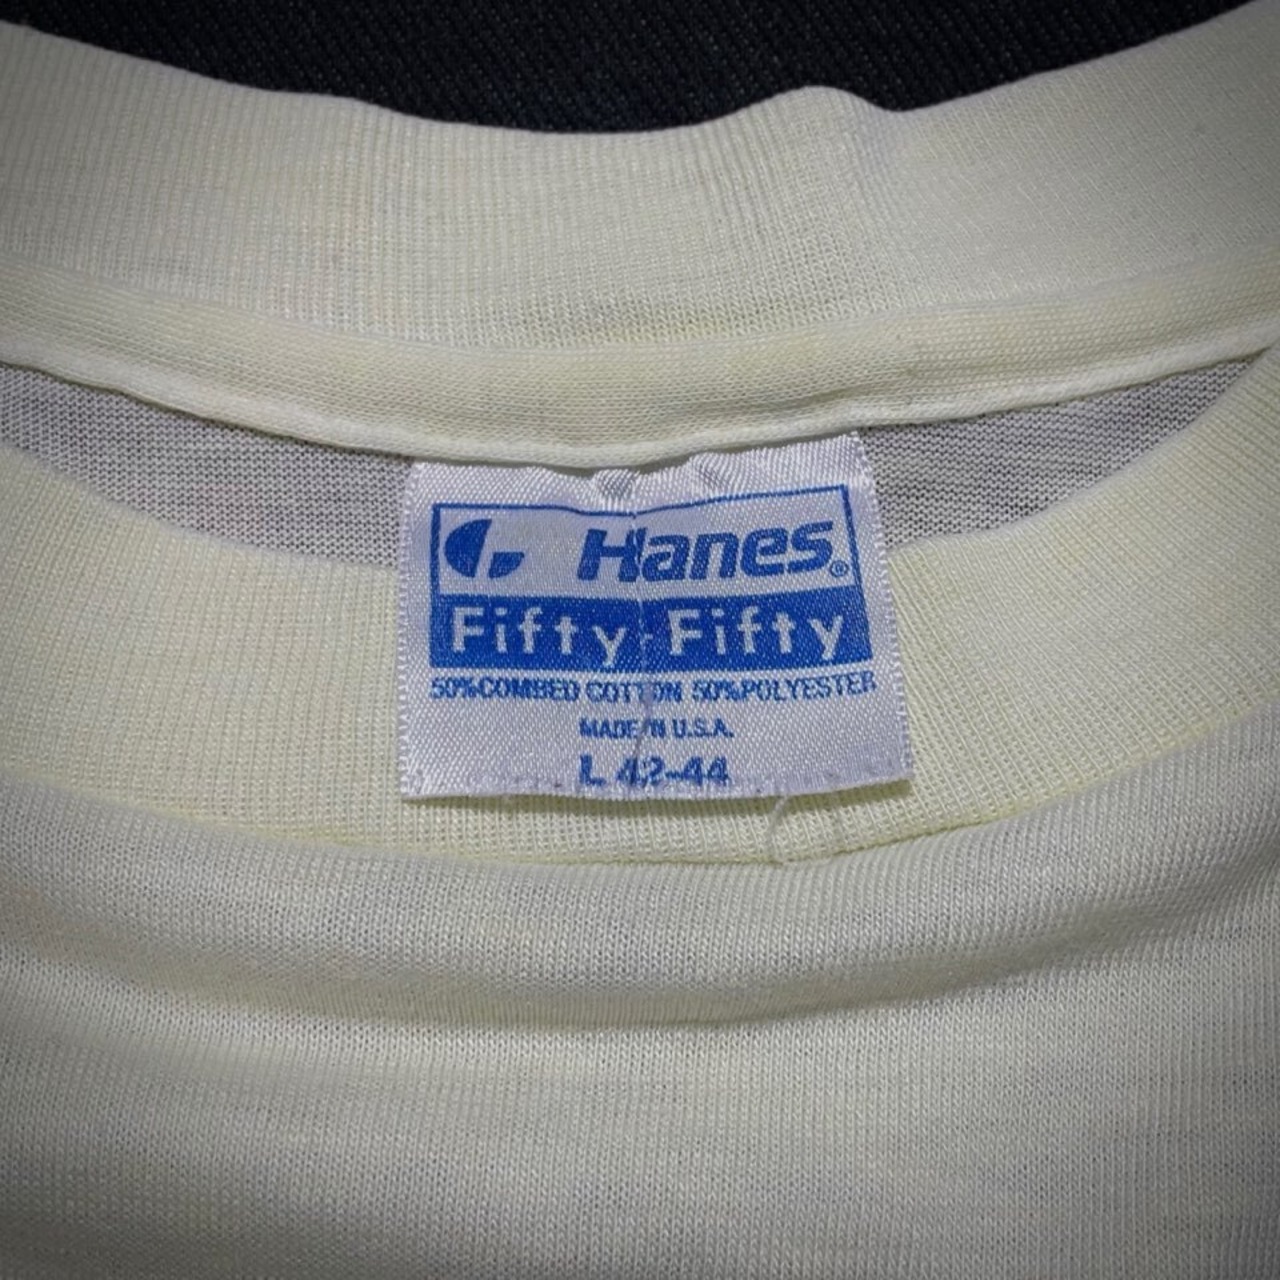 Hanes®
Fifty-Fifty
50%COMBED COTTON 50%POLYESTER
MADE IN U.S.A.
L 42-44